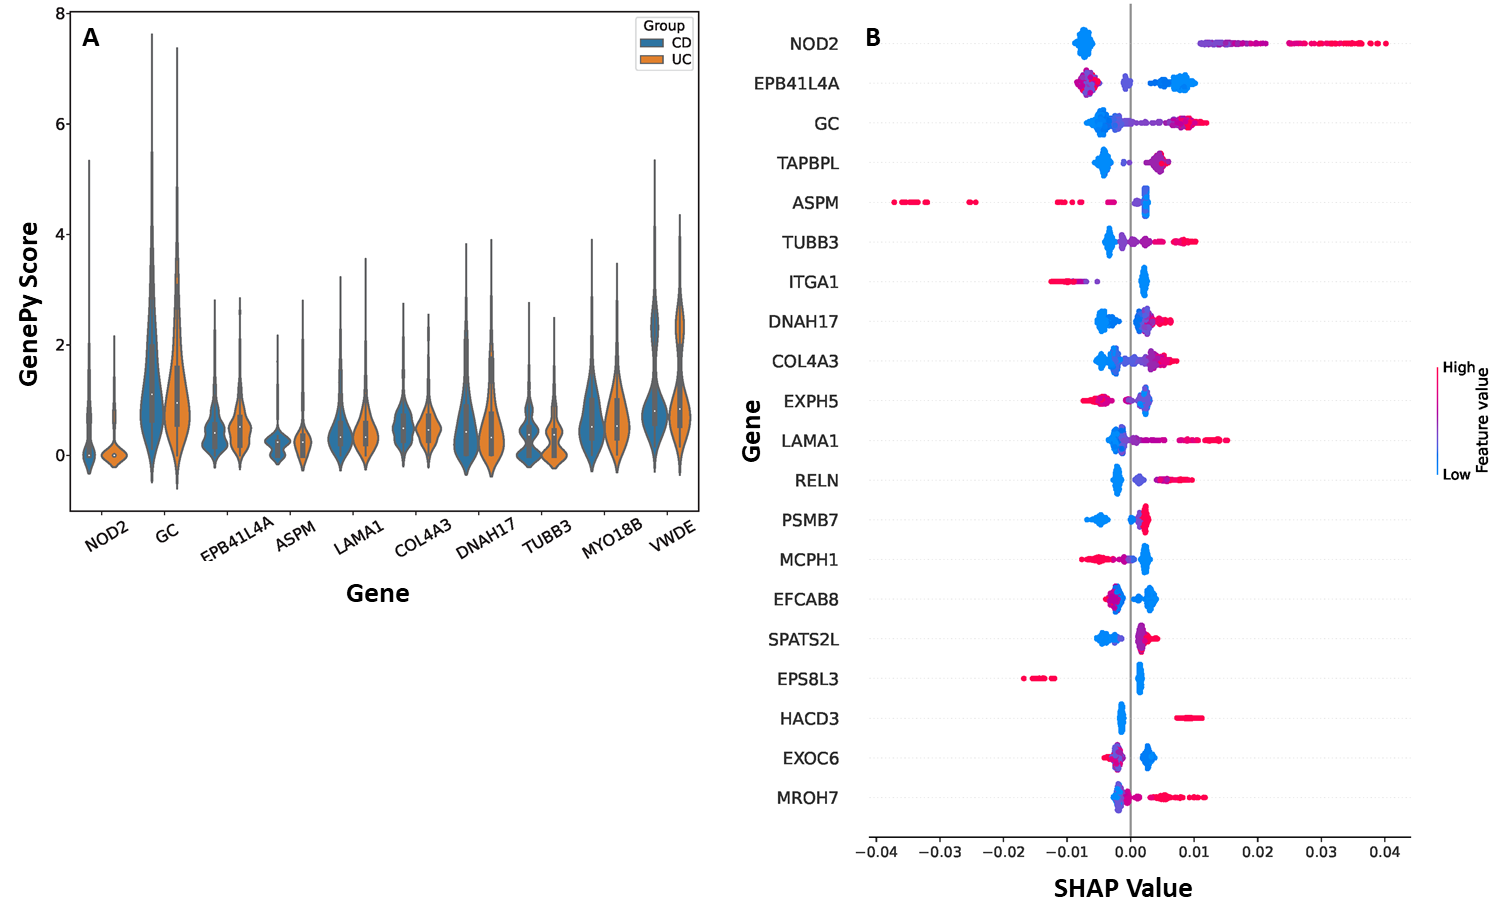 A
Group
CD
UC
8
6
4
2
0
GenePy Score
NOD2
GC
EPB41L4A
ASPM
LAMA1
COL4A3
DNAH17
TUBB3
MYO18B
VWDE
Gene
B
NOD2
EPB41L4A
GC
TAPBPL
ASPM
TUBB3
ITGA1
DNAH17
COL4A3
EXPH5
LAMA1
RELN
PSMB7
MCPH1
EFCAB8
SPATS2L
EPS8L3
HACD3
EXOC6
MROH7
Gene
−0.04 −0.03 −0.02 −0.01 0.00 0.01 0.02 0.03 0.04
SHAP Value
High
Low
Feature value